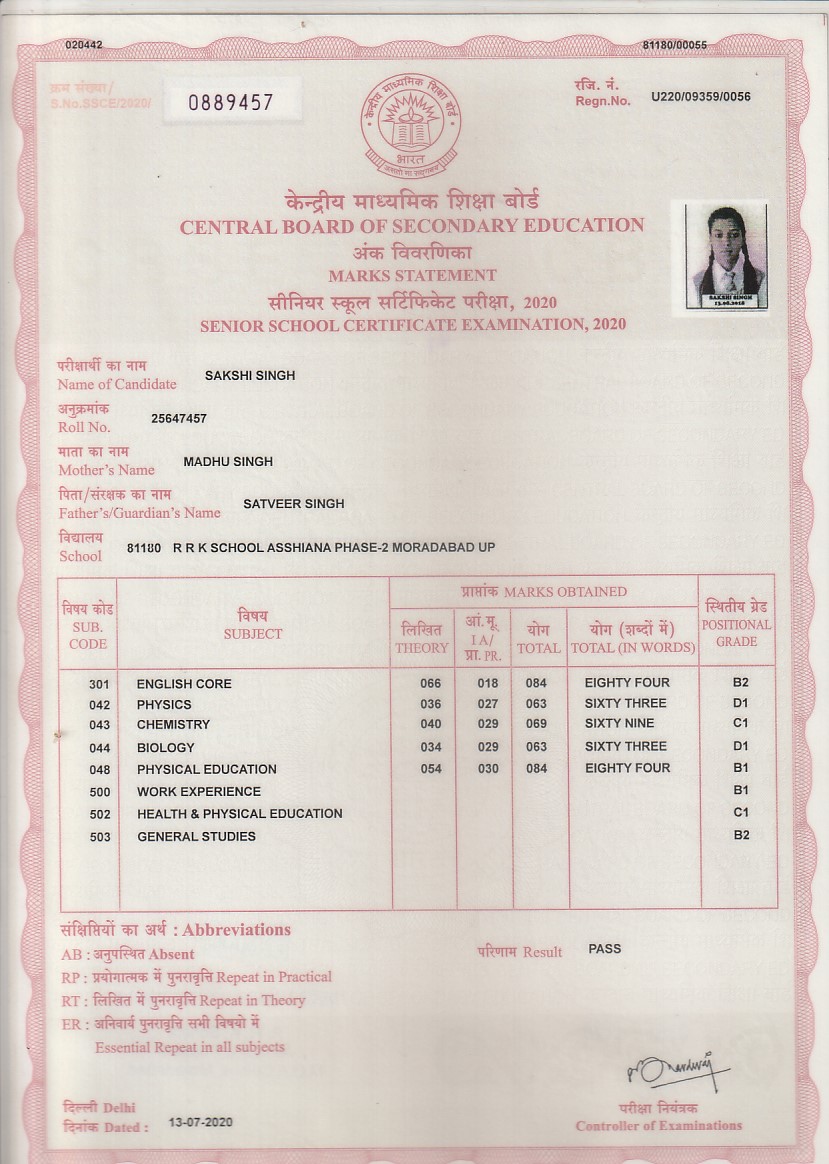 020442
81180/00055
क्रम संख्या/
S.No.SSCE/2020/
0889457
रजि. नं.
Regn.No. U220/09359/0056
केन्द्रीय माध्यमिक शिक्षा बोर्ड
भारत
असतो मा सद्गमय
केन्द्रीय माध्यमिक शिक्षा बोर्ड
CENTRAL BOARD OF SECONDARY EDUCATION
अंक विवरणिका
MARKS STATEMENT
सीनियर स्कूल सर्टिफिकेट परीक्षा, 2020
SENIOR SCHOOL CERTIFICATE EXAMINATION, 2020
SAKSHI SINGH
परीक्षार्थी का नाम
Name of Candidate SAKSHI SINGH
अनुक्रमांक
Roll No. 25647457
माता का नाम
Mother's Name MADHU SINGH
पिता/संरक्षक का नाम
Father's/Guardian's Name SATVEER SINGH
विद्यालय
School 81180 R R K SCHOOL ASSHIANA PHASE-2 MORADABAD UP
विषय कोड
SUB.
CODE
विषय
SUBJECT
प्राप्तांक MARKS OBTAINED
लिखित
THEORY
आं.मू.
I A/
प्रा. PR.
योग
TOTAL
योग (शब्दों में)
TOTAL (IN WORDS)
स्थितीय ग्रेड
POSITIONAL
GRADE
301 ENGLISH CORE 066 018 084 EIGHTY FOUR B2
042 PHYSICS 036 027 063 SIXTY THREE D1
043 CHEMISTRY 040 029 069 SIXTY NINE C1
044 BIOLOGY 034 029 063 SIXTY THREE D1
048 PHYSICAL EDUCATION 054 030 084 EIGHTY FOUR B1
500 WORK EXPERIENCE B1
502 HEALTH & PHYSICAL EDUCATION C1
503 GENERAL STUDIES B2
संक्षिप्तियों का अर्थ : Abbreviations
AB : अनुपस्थित Absent
परिणाम Result PASS
RP : प्रयोगात्मक में पुनरावृत्ति Repeat in Practical
RT : लिखित में पुनरावृत्ति Repeat in Theory
ER : अनिवार्य पुनरावृत्ति सभी विषयो में
Essential Repeat in all subjects
दिल्ली Delhi
दिनांक Dated : 13-07-2020
परीक्षा नियंत्रक
Controller of Examinations